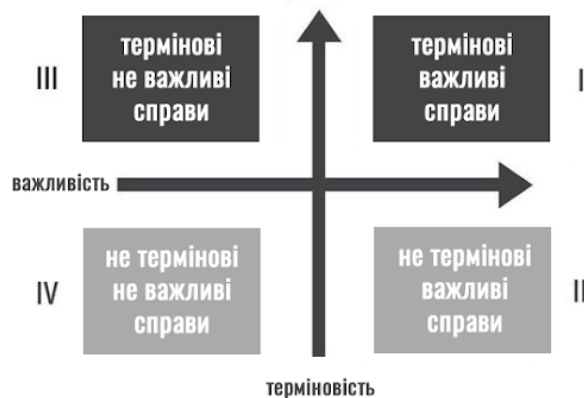 III
термінові
не важливі
справи
термінові
важливі
справи
I
важливість
IV
не термінові
не важливі
справи
не термінові
важливі
справи
II
терміновість